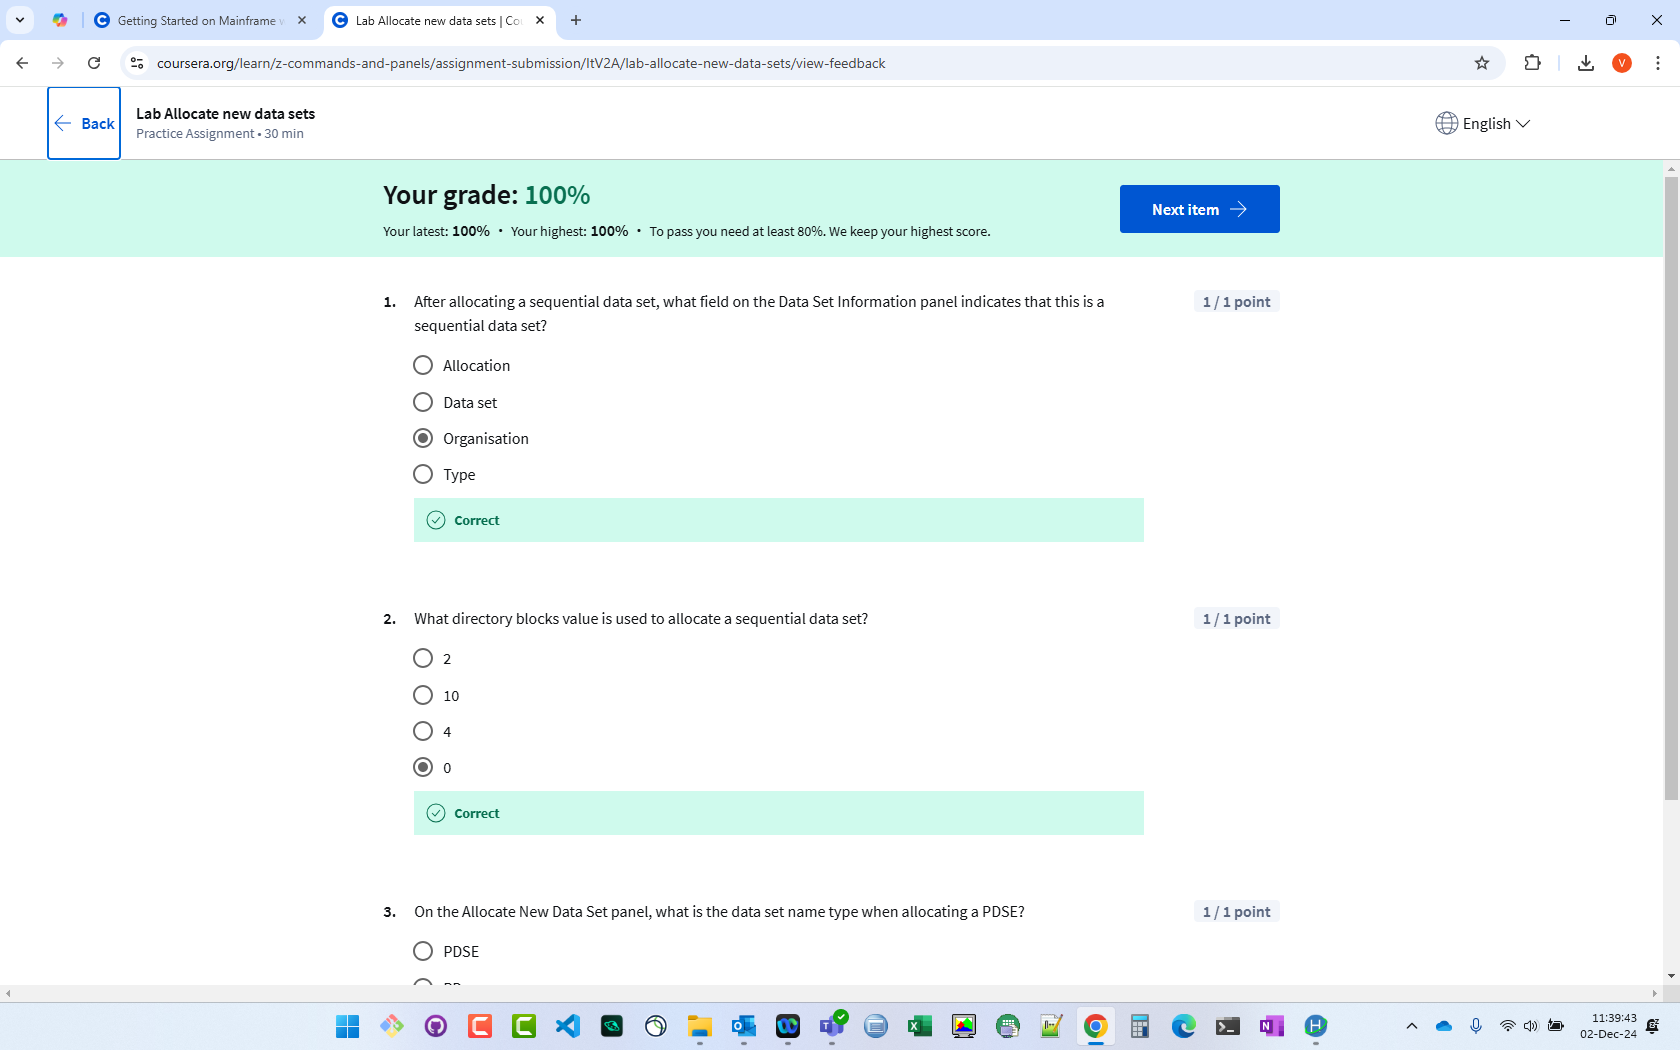 Getting Started on Mainframe
Lab Allocate new data sets | Co
coursera.org/learn/z-commands-and-panels/assignment-submission/ltV2A/lab-allocate-new-data-sets/view-feedback
V
Back
Lab Allocate new data sets
Practice Assignment • 30 min
English
Your grade: 100%
Your latest: 100% • Your highest: 100% • To pass you need at least 80%. We keep your highest score.
Next item
1. After allocating a sequential data set, what field on the Data Set Information panel indicates that this is a
sequential data set?
1 / 1 point
Allocation
Data set
Organisation
Type
Correct
2. What directory blocks value is used to allocate a sequential data set?
1 / 1 point
2
10
4
0
Correct
3. On the Allocate New Data Set panel, what is the data set name type when allocating a PDSE?
1 / 1 point
PDSE
11:39:43
02-Dec-24